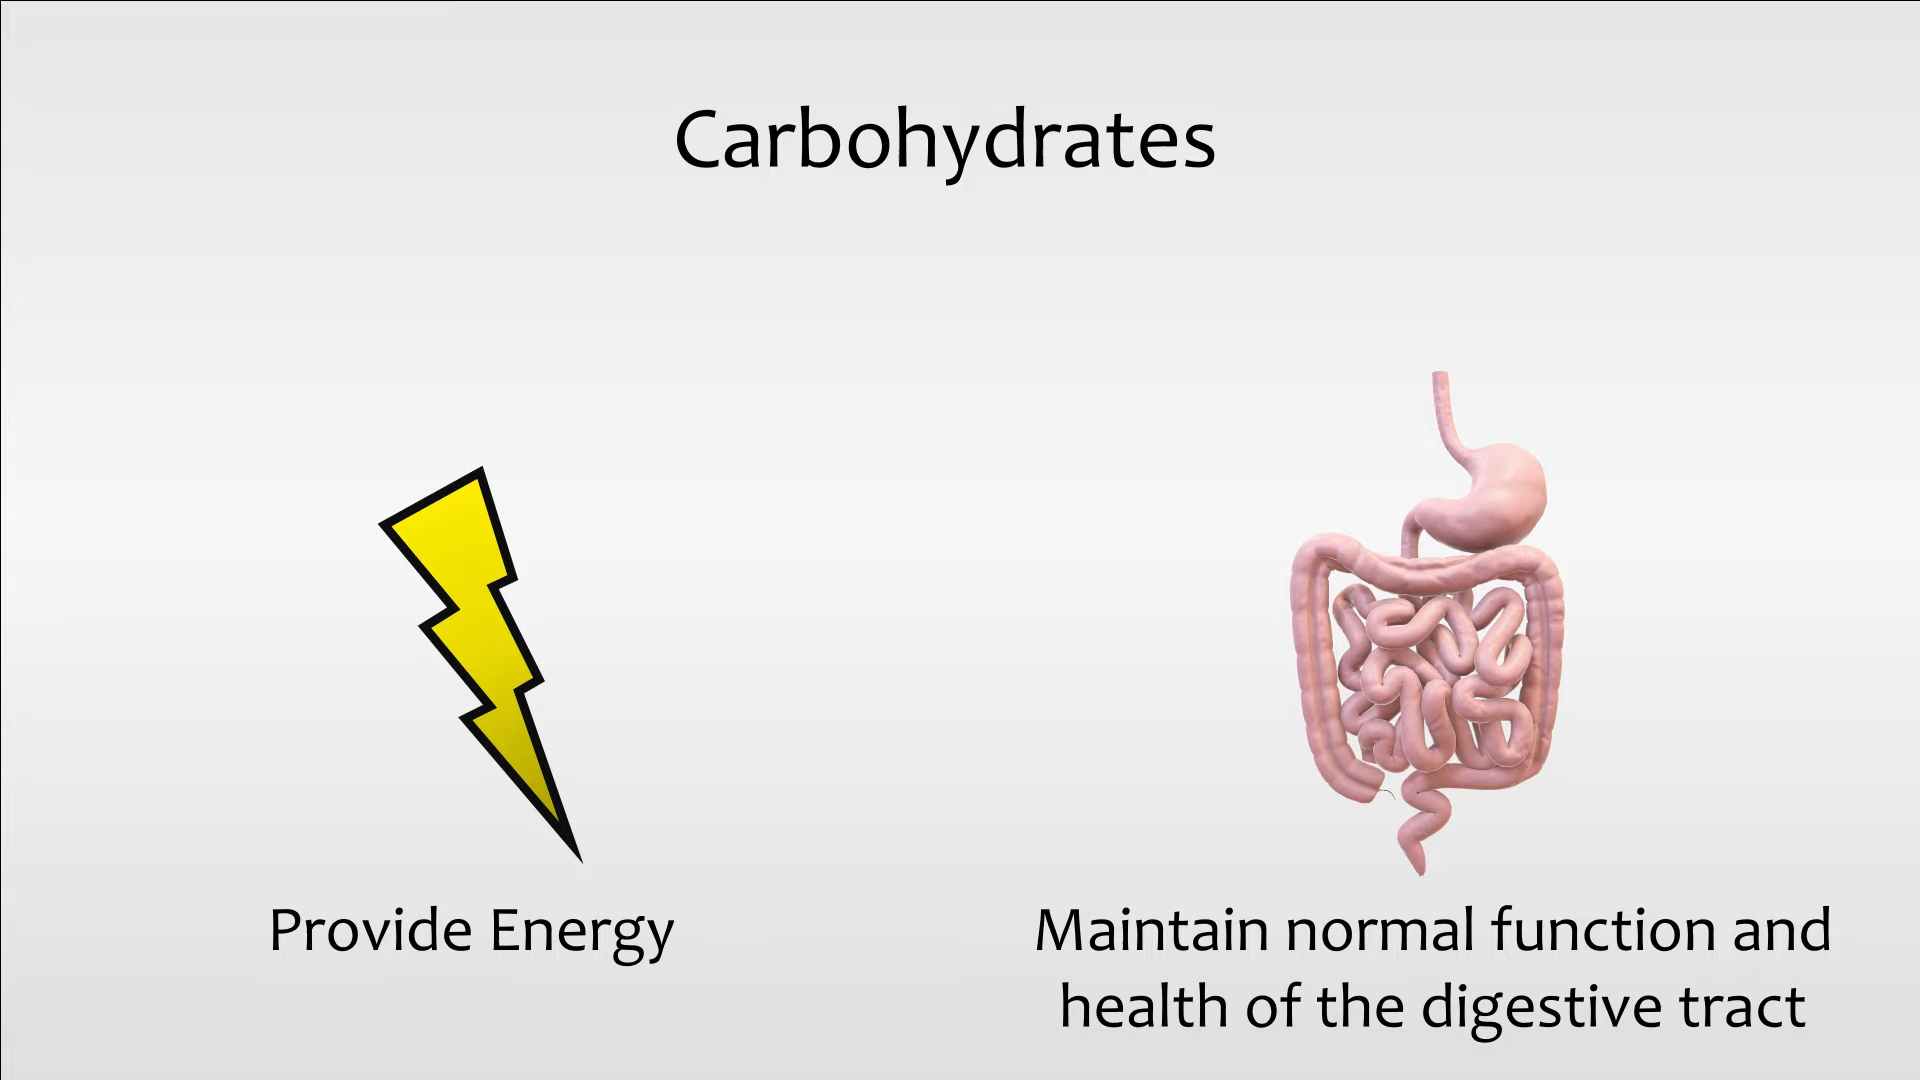 Carbohydrates
Provide Energy
Maintain normal function and
health of the digestive tract